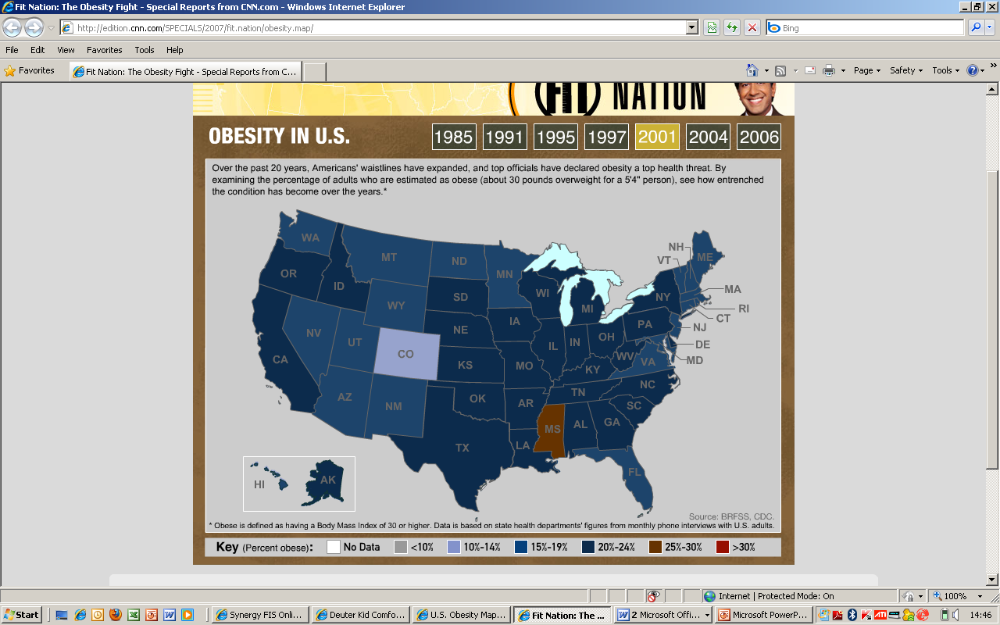 Fit Nation: The Obesity Fight - Special Reports from CNN.com - Windows Internet Explorer
http://edition.cnn.com/SPECIALS/2007/fit.nation/obesity.map/
Bing
File Edit View Favorites Tools Help
Favorites
Fit Nation: The Obesity Fight - Special Reports from C...
Page Safety Tools
FIT NATION
OBESITY IN U.S.
1985 1991 1995 1997 2001 2004 2006
Over the past 20 years, Americans' waistlines have expanded, and top officials have declared obesity a top health threat. By
examining the percentage of adults who are estimated as obese (about 30 pounds overweight for a 5'4" person), see how entrenched
the condition has become over the years.*
WA
MT
ND
MN
NH
VT
ME
OR
ID
WY
SD
WI
MI
NY
MA
RI
CT
NV
UT
CO
NE
IA
IL
IN
OH
PA
NJ
DE
MD
CA
AZ
NM
KS
MO
KY
WV
VA
OK
AR
TN
NC
SC
TX
LA
MS
AL
GA
FL
HI
AK
Source: BRFSS, CDC.
* Obese is defined as having a Body Mass Index of 30 or higher. Data is based on state health departments' figures from monthly phone interviews with U.S. adults.
Key (Percent obese): No Data <10% 10%-14% 15%-19% 20%-24% 25%-30% >30%
Internet | Protected Mode: On
100%
Start
Synergy FIS Onli...
Deuter Kid Comfo...
U.S. Obesity Map...
Fit Nation: The ...
2 Microsoft Offi...
Microsoft PowerP...
14:46